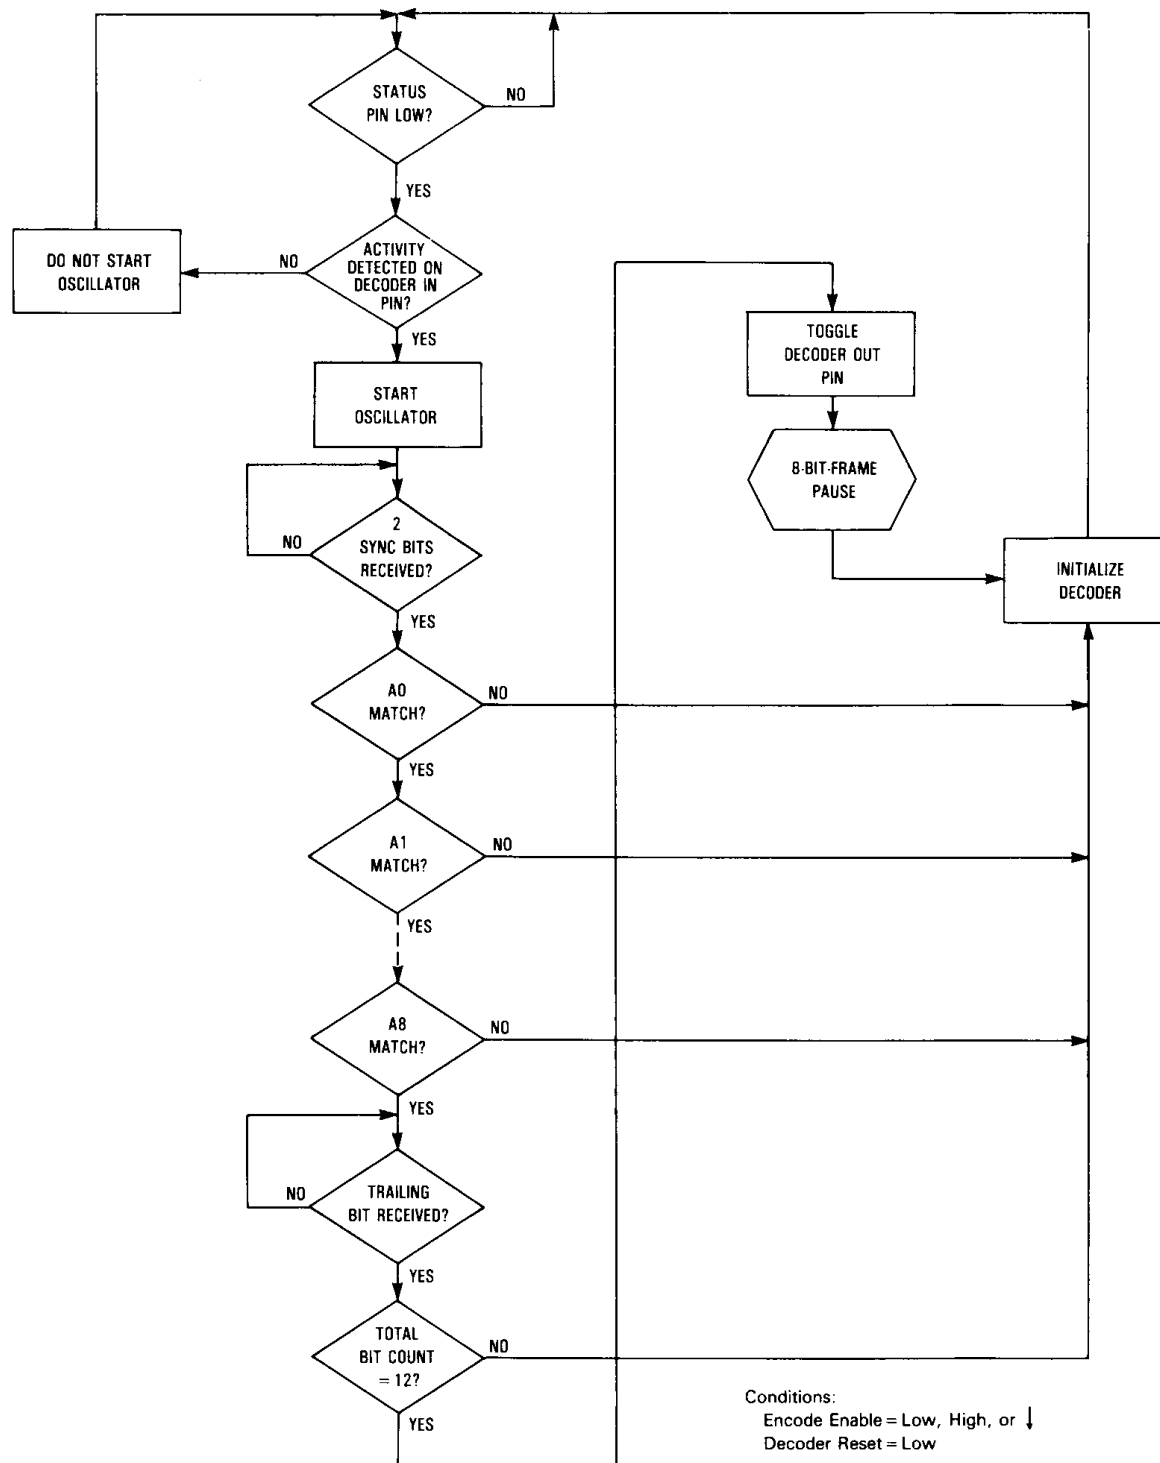 STATUS
PIN LOW?
NO
YES
ACTIVITY
DETECTED ON
DECODER IN
PIN?
NO
DO NOT START
OSCILLATOR
YES
START
OSCILLATOR
TOGGLE
DECODER OUT
PIN
8-BIT-FRAME
PAUSE
2
SYNC BITS
RECEIVED?
NO
YES
INITIALIZE
DECODER
A0
MATCH?
NO
YES
A1
MATCH?
NO
YES
A8
MATCH?
NO
YES
TRAILING
BIT RECEIVED?
NO
YES
TOTAL
BIT COUNT
= 12?
NO
YES
Conditions:
Encode Enable = Low, High, or ↓
Decoder Reset = Low